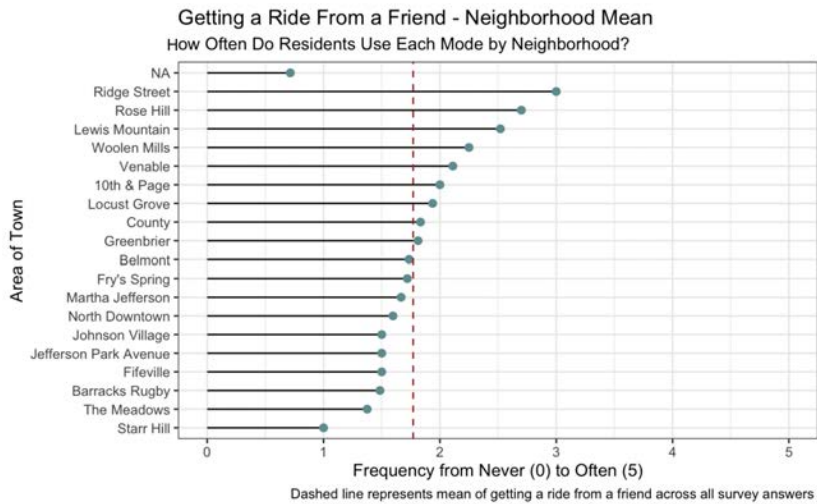 Getting a Ride From a Friend - Neighborhood Mean
How Often Do Residents Use Each Mode by Neighborhood?
Area of Town
NA
Ridge Street
Rose Hill
Lewis Mountain
Woolen Mills
Venable
10th & Page
Locust Grove
County
Greenbrier
Belmont
Fry's Spring
Martha Jefferson
North Downtown
Johnson Village
Jefferson Park Avenue
Fifeville
Barracks Rugby
The Meadows
Starr Hill
0 1 2 3 4 5
Frequency from Never (0) to Often (5)
Dashed line represents mean of getting a ride from a friend across all survey answers